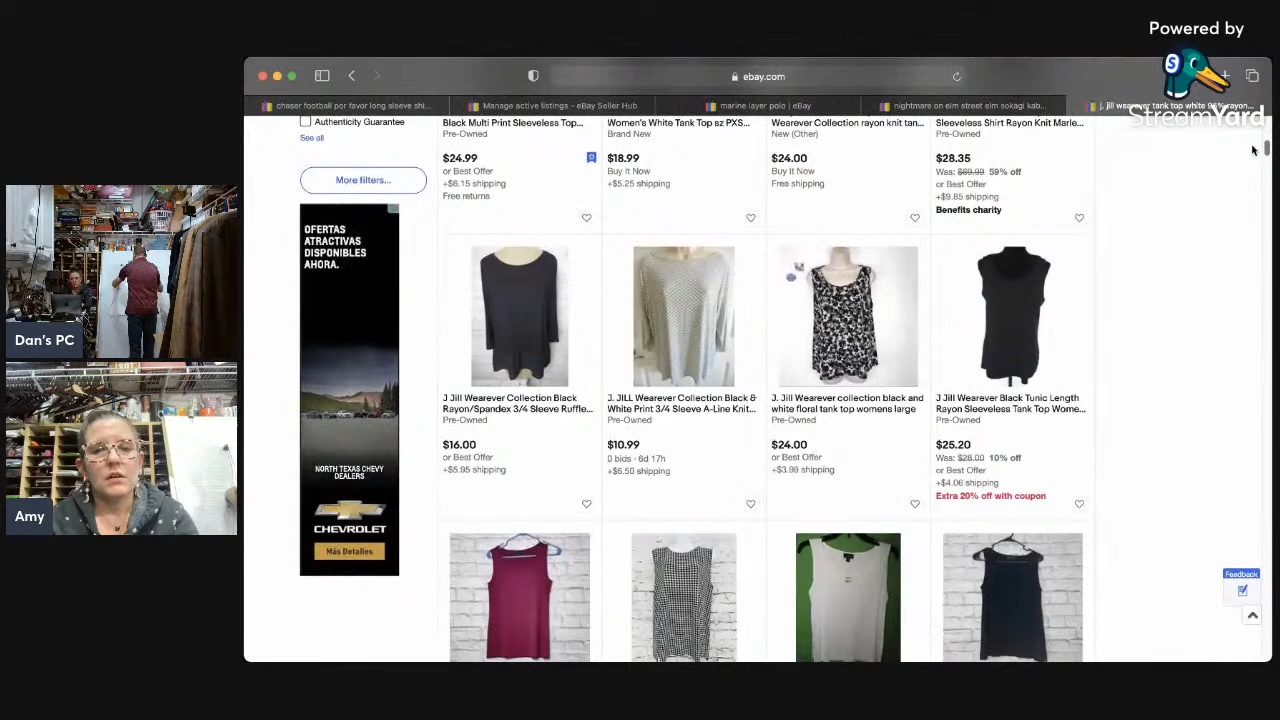 Powered by
StreamYard
ebay.com
chaser football por favor long sleeve shi...
Manage active listings – eBay Seller Hub
marine layer polo | eBay
nightmare on elm street elm sokagi kab...
j. jill wearever tank top white 95% rayon...
Authenticity Guarantee
See all
More filters...
OFERTAS
ATRACTIVAS
DISPONIBLES
AHORA.
NORTH TEXAS CHEVY
DEALERS
CHEVROLET
Más Detalles
Black Multi Print Sleeveless Top...
Pre-Owned
$24.99
or Best Offer
+$6.15 shipping
Free returns
Women's White Tank Top sz PXS...
Brand New
$18.99
Buy It Now
+$5.25 shipping
Wearever Collection rayon knit tan...
New (Other)
$24.00
Buy It Now
Free shipping
Sleeveless Shirt Rayon Knit Marle...
Pre-Owned
$28.35
Was: $69.99 59% off
or Best Offer
+$9.85 shipping
Benefits charity
J Jill Wearever Collection Black
Rayon/Spandex 3/4 Sleeve Ruffle...
Pre-Owned
$16.00
or Best Offer
+$5.95 shipping
J. JILL Wearever Collection Black &
White Print 3/4 Sleeve A-Line Knit...
Pre-Owned
$10.99
0 bids · 6d 17h
+$6.50 shipping
J. Jill Wearever collection black and
white floral tank top womens large
Pre-Owned
$24.00
or Best Offer
+$3.99 shipping
J Jill Wearever Black Tunic Length
Rayon Sleeveless Tank Top Wome...
Pre-Owned
$25.20
Was: $28.00 10% off
or Best Offer
+$4.06 shipping
Extra 20% off with coupon
Feedback
Dan's PC
Amy